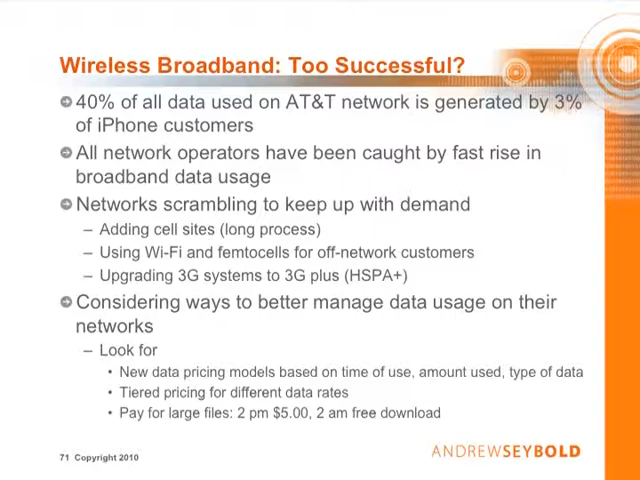 Wireless Broadband: Too Successful?
40% of all data used on AT&T network is generated by 3%
of iPhone customers
All network operators have been caught by fast rise in
broadband data usage
Networks scrambling to keep up with demand
– Adding cell sites (long process)
– Using Wi-Fi and femtocells for off-network customers
– Upgrading 3G systems to 3G plus (HSPA+)
Considering ways to better manage data usage on their
networks
– Look for
• New data pricing models based on time of use, amount used, type of data
• Tiered pricing for different data rates
• Pay for large files: 2 pm $5.00, 2 am free download
71 Copyright 2010
ANDREWSEYBOLD